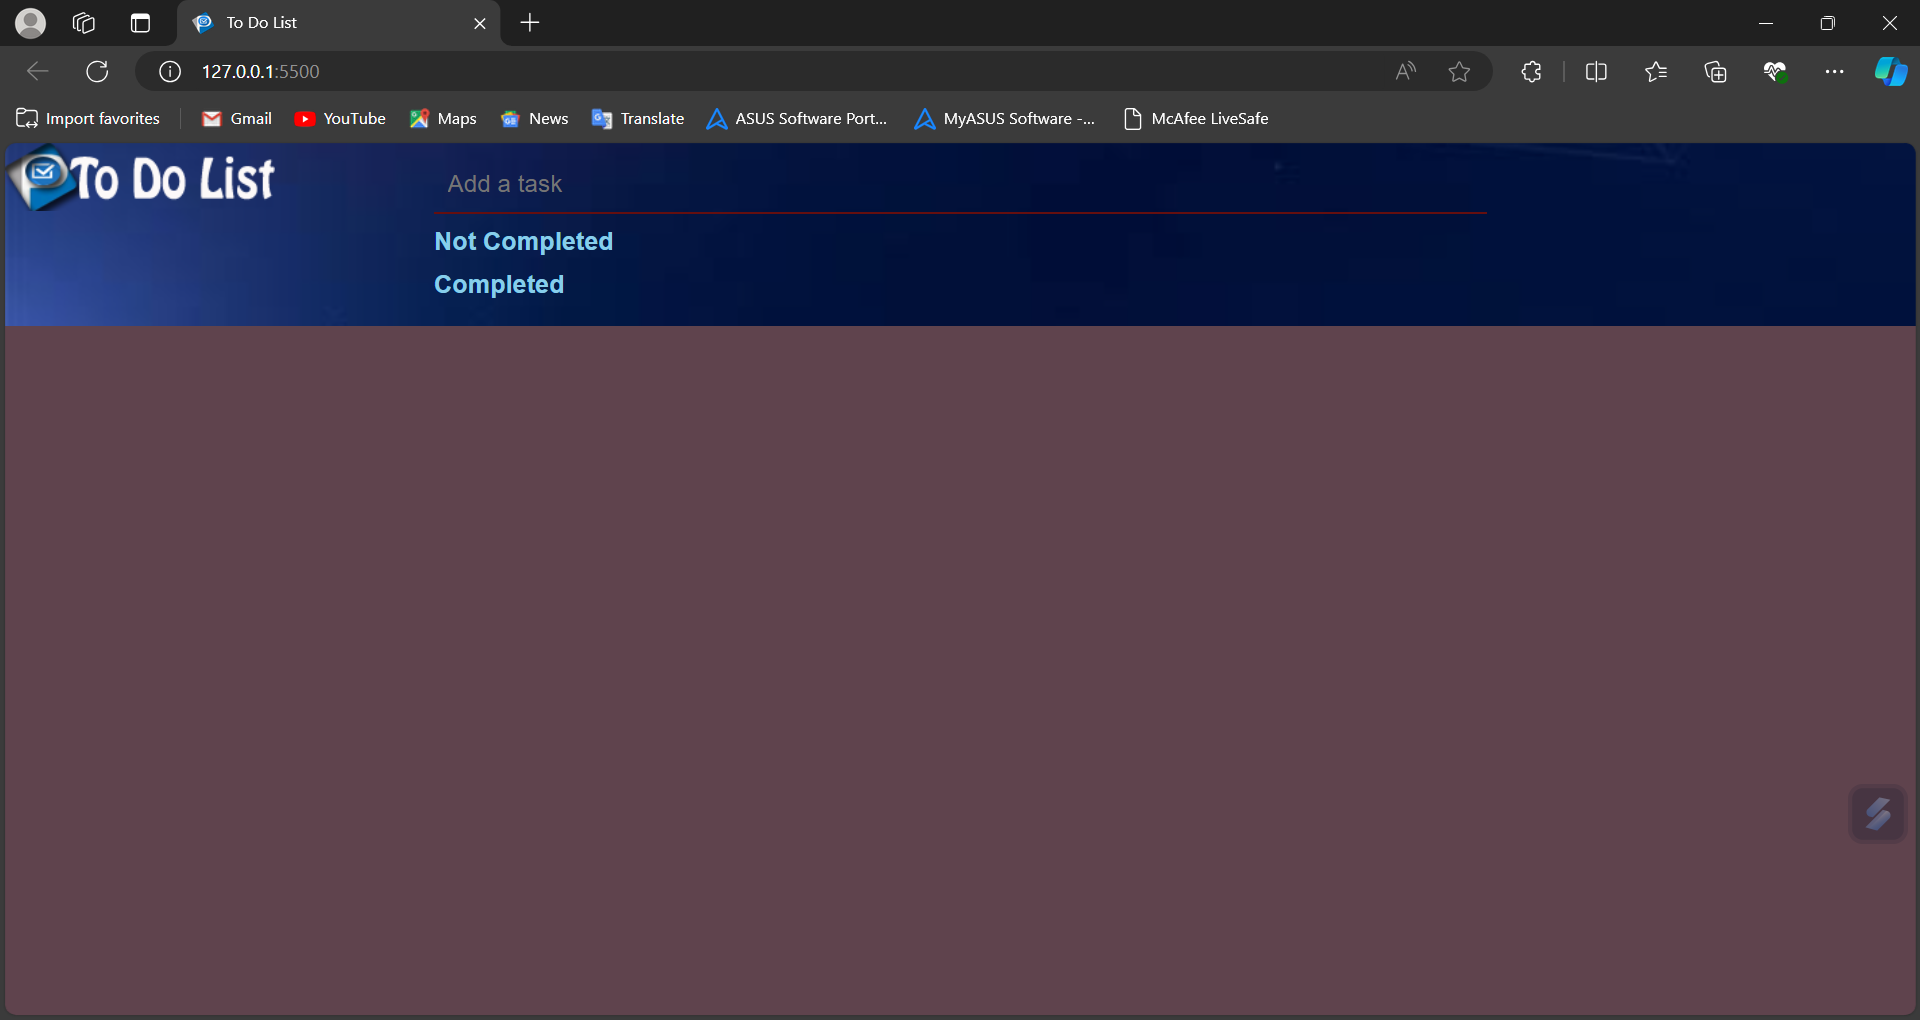 To Do List
127.0.0.1:5500
Import favorites
Gmail
YouTube
Maps
News
Translate
ASUS Software Port...
MyASUS Software -...
McAfee LiveSafe
To Do List
Add a task
Not Completed
Completed